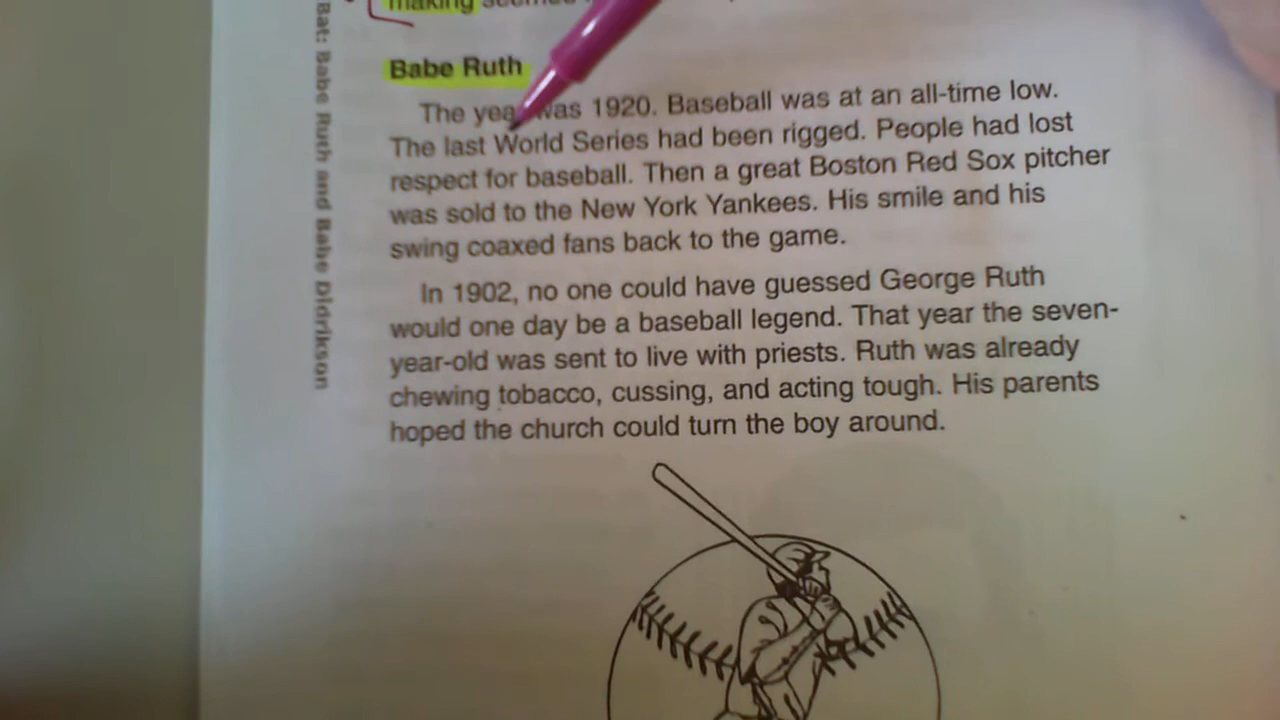 making
Babe Ruth
The year was 1920. Baseball was at an all-time low.
The last World Series had been rigged. People had lost
respect for baseball. Then a great Boston Red Sox pitcher
was sold to the New York Yankees. His smile and his
swing coaxed fans back to the game.
In 1902, no one could have guessed George Ruth
would one day be a baseball legend. That year the seven-
year-old was sent to live with priests. Ruth was already
chewing tobacco, cussing, and acting tough. His parents
hoped the church could turn the boy around.
Bat: Babe Ruth and Babe Didrikson